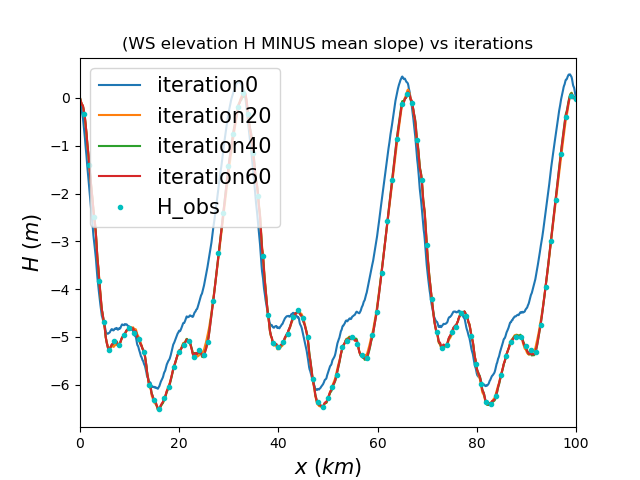 (WS elevation H MINUS mean slope) vs iterations
iteration0
iteration20
iteration40
iteration60
H_obs
H (m)
0
−1
−2
−3
−4
−5
−6
0 20 40 60 80 100
x (km)